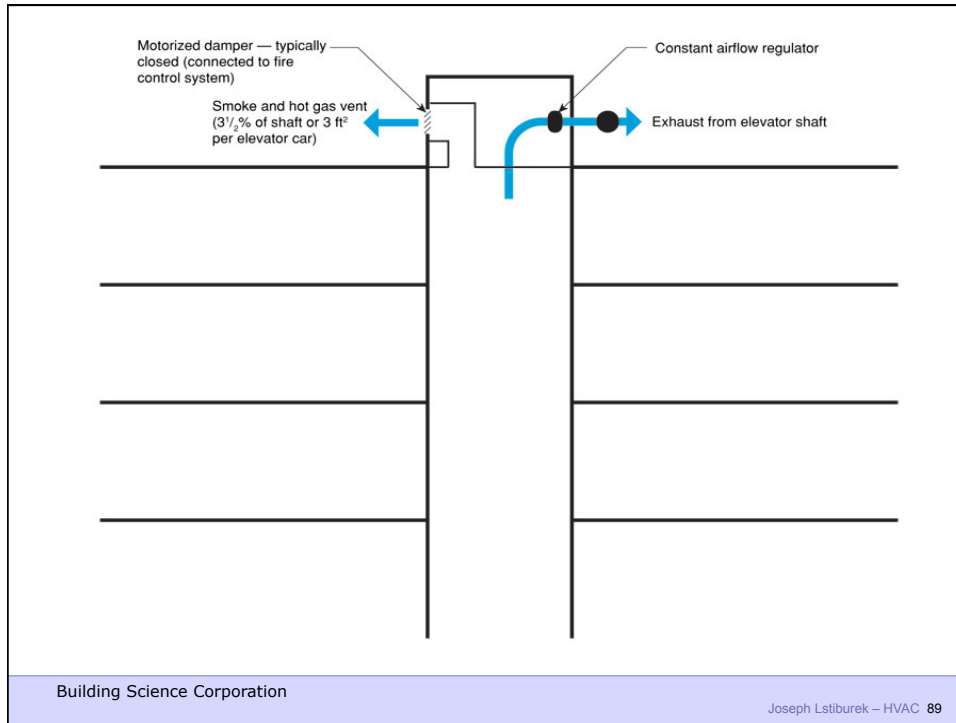 Motorized damper — typically
closed (connected to fire
control system)
Constant airflow regulator
Smoke and hot gas vent
(3¹/₂% of shaft or 3 ft²
per elevator car)
Exhaust from elevator shaft
Building Science Corporation
Joseph Lstiburek – HVAC 89